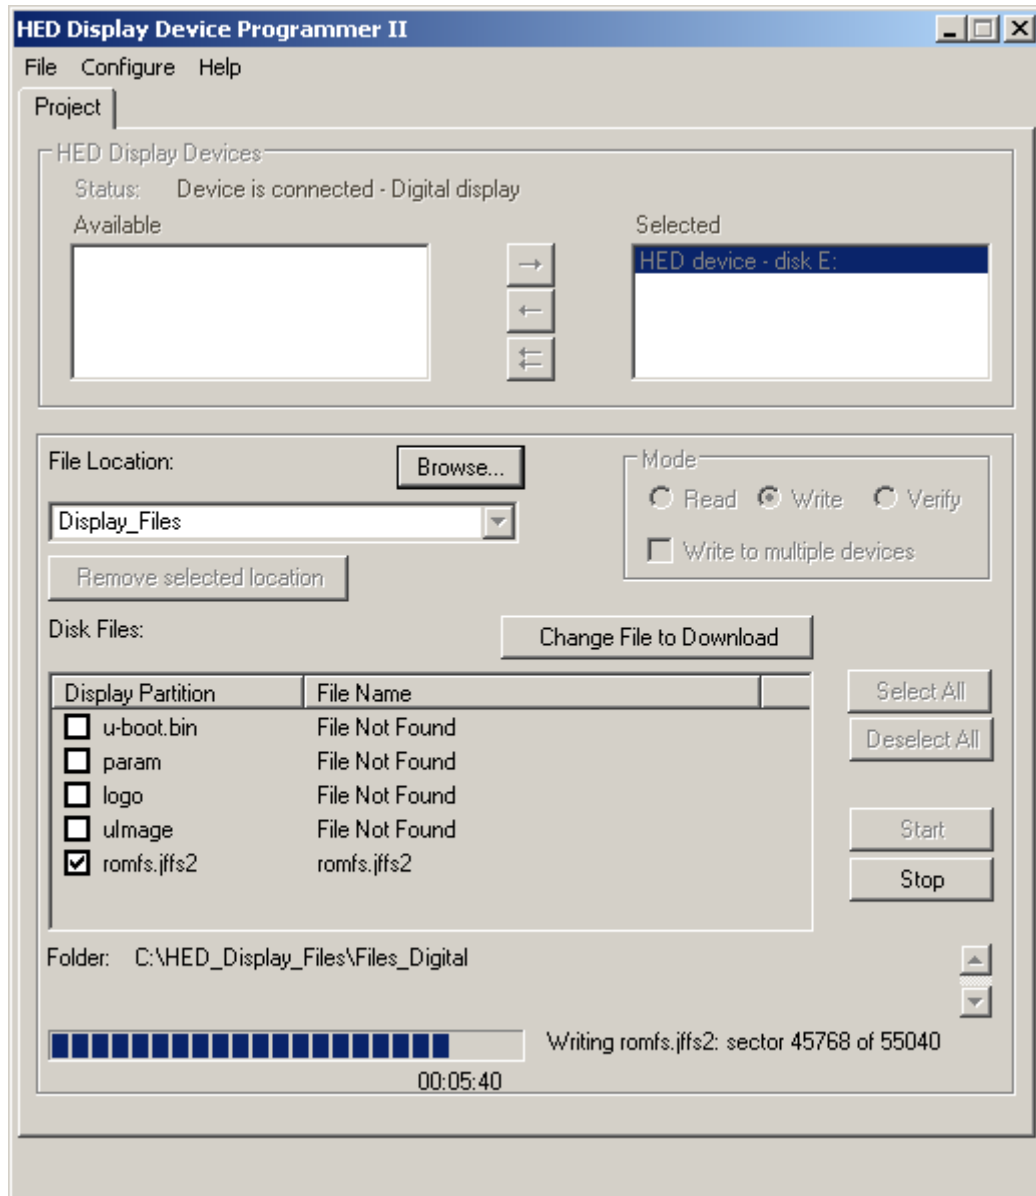 HED Display Device Programmer II
File Configure Help
Project
HED Display Devices
Status: Device is connected - Digital display
Available Selected
HED device - disk E:
File Location: Browse...
Mode
Read Write Verify
Display_Files
Write to multiple devices
Remove selected location
Disk Files: Change File to Download
Display Partition File Name
u-boot.bin File Not Found
param File Not Found
logo File Not Found
uImage File Not Found
romfs.jffs2 romfs.jffs2
Select All
Deselect All
Start
Stop
Folder: C:\HED_Display_Files\Files_Digital
Writing romfs.jffs2: sector 45768 of 55040
00:05:40